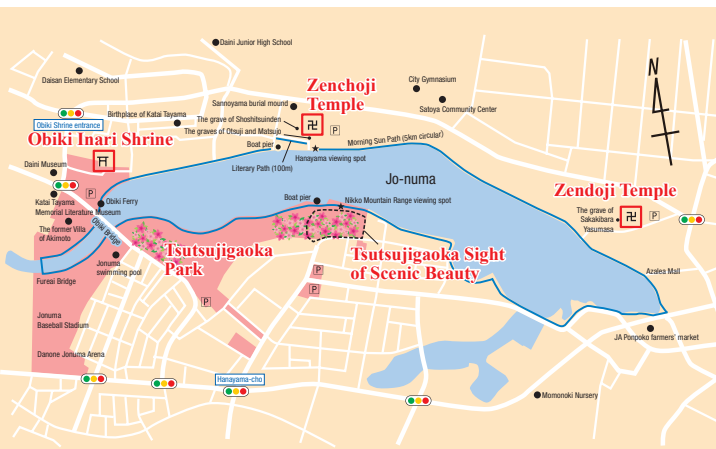 Daini Junior High School
Daisan Elementary School
Zenchoji
Temple
City Gymnasium
N
Sannoyama burial mound
Satoya Community Center
Birthplace of Katai Tayama
The grave of Shoshitsuinden
Obiki Shrine entrance
卍
P
The graves of Otsuji and Matsujo
Obiki Inari Shrine
Boat pier
Morning Sun Path (5km circular)
Hanayama viewing spot
Daini Museum
Literary Path (100m)
Jo-numa
Zendoji Temple
P
Katai Tayama
Memorial Literature Museum
Obiki Ferry
Boat pier
Nikko Mountain Range viewing spot
The grave of
Sakakibara
Yasumasa
卍
P
The former Villa
of Akimoto
Obiki Bridge
Tsutsujigaoka
Park
Tsutsujigaoka Sight
of Scenic Beauty
Jonuma
swimming pool
P
Azalea Mall
Fureai Bridge
P
P
Jonuma
Baseball Stadium
JA Ponpoko farmers' market
Danone Jonuma Arena
Hanayama-cho
Momonoki Nursery